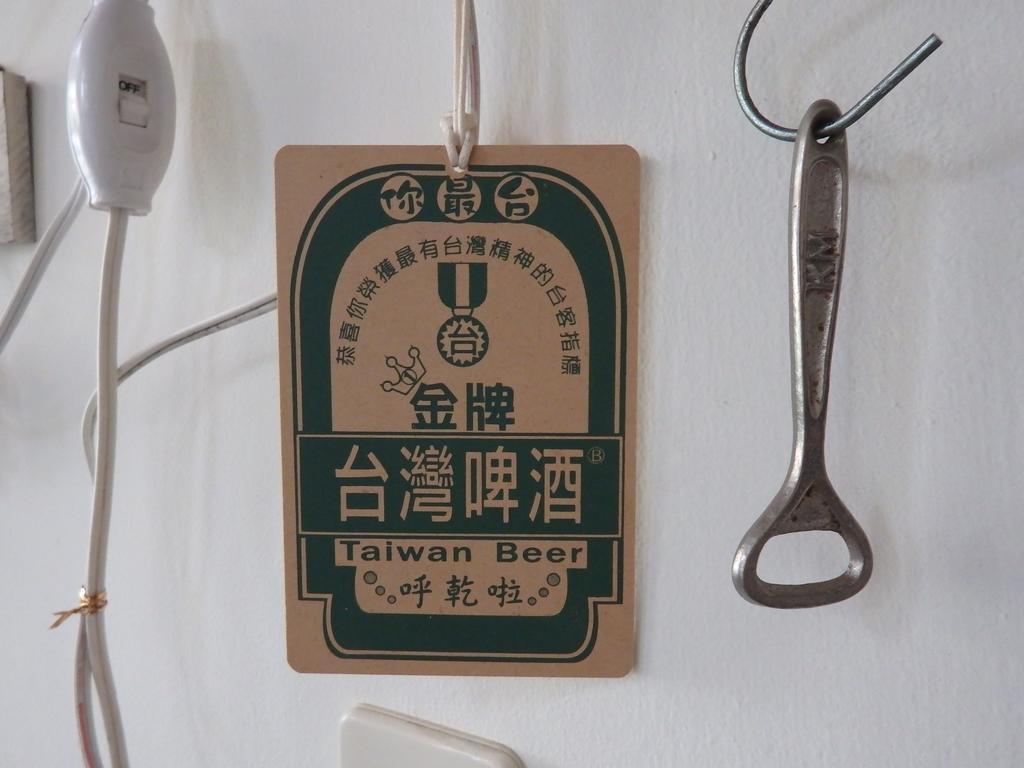 OFF
你最台
恭喜你榮獲最有台灣精神的台客指標
台
金牌
台灣啤酒®
Taiwan Beer
呼乾啦
KM